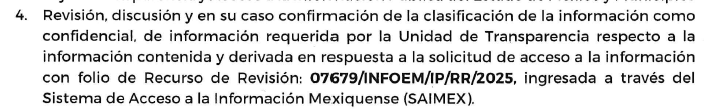 4. Revisión, discusión y en su caso confirmación de la clasificación de la información como
confidencial, de información requerida por la Unidad de Transparencia respecto a la
información contenida y derivada en respuesta a la solicitud de acceso a la información
con folio de Recurso de Revisión: 07679/INFOEM/IP/RR/2025, ingresada a través del
Sistema de Acceso a la Información Mexiquense (SAIMEX).